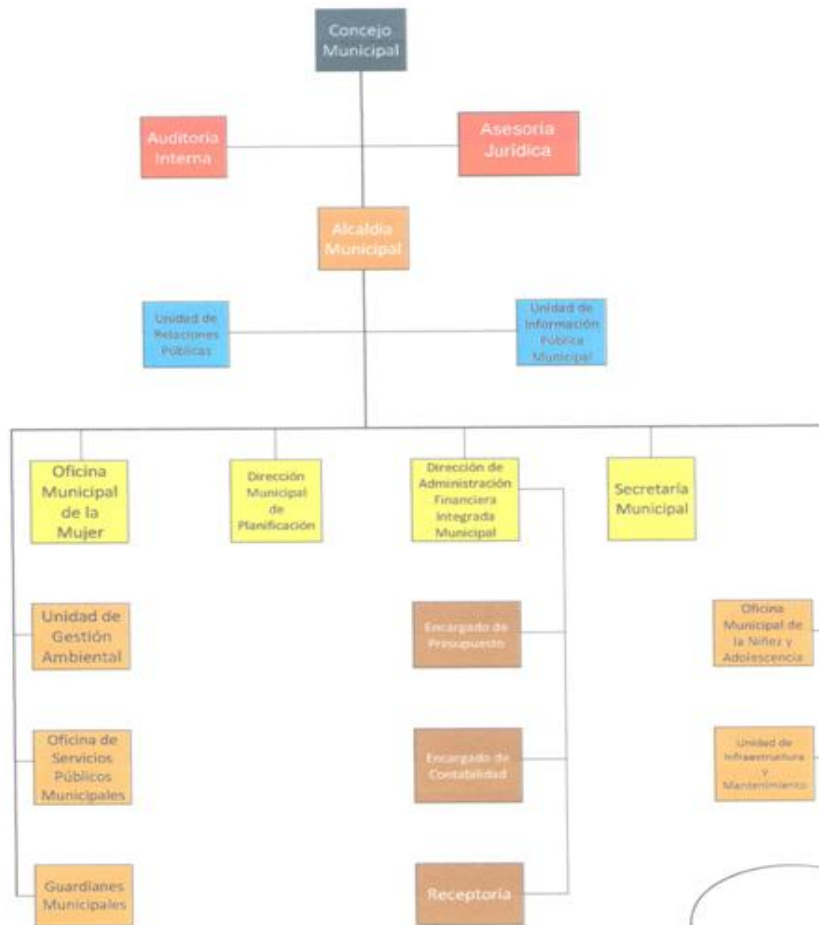 Concejo
Municipal
Auditoría
Interna
Asesoría
Jurídica
Alcaldía
Municipal
Unidad de
Relaciones
Públicas
Unidad de
Información
Pública
Municipal
Oficina
Municipal
de la
Mujer
Dirección
Municipal
de
Planificación
Dirección de
Administración
Financiera
Integrada
Municipal
Secretaría
Municipal
Unidad de
Gestión
Ambiental
Encargado de
Presupuesto
Oficina
Municipal de
la Niñez y
Adolescencia
Oficina de
Servicios
Públicos
Municipales
Encargado de
Contabilidad
Unidad de
Infraestructura
y
Mantenimiento
Guardianes
Municipales
Receptoría